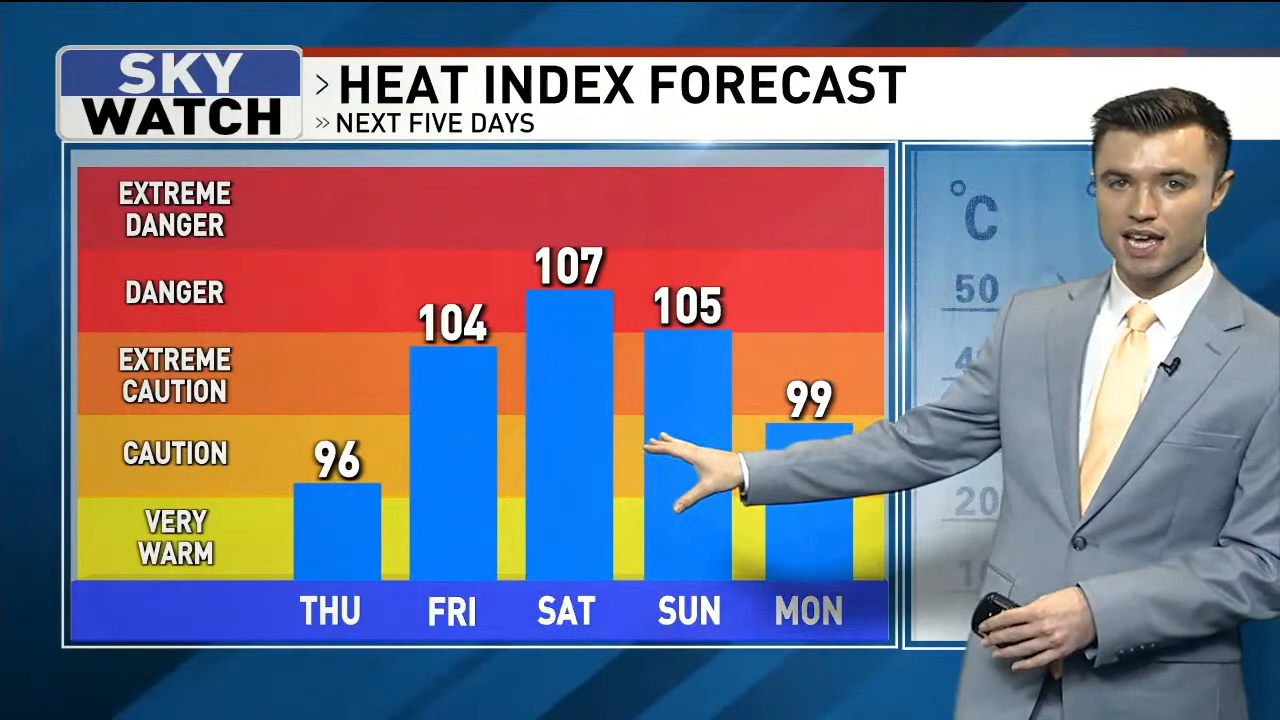 SKY
WATCH
> HEAT INDEX FORECAST
>> NEXT FIVE DAYS
EXTREME
DANGER
DANGER
EXTREME
CAUTION
CAUTION
VERY
WARM
96
104
107
105
99
THU
FRI
SAT
SUN
MON
°C
50
20